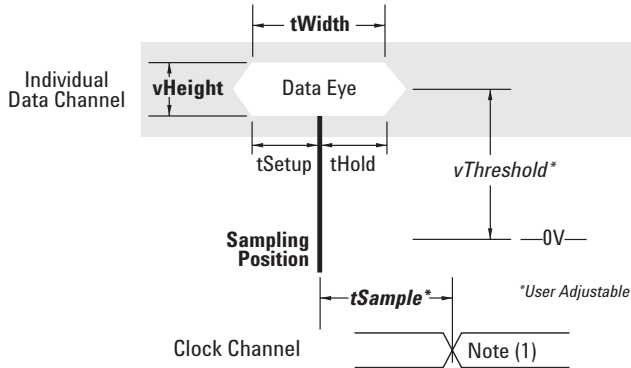 tWidth
Individual
Data Channel
vHeight
Data Eye
tSetup
tHold
vThreshold*
Sampling
Position
0V
tSample*
*User Adjustable
Clock Channel
Note (1)